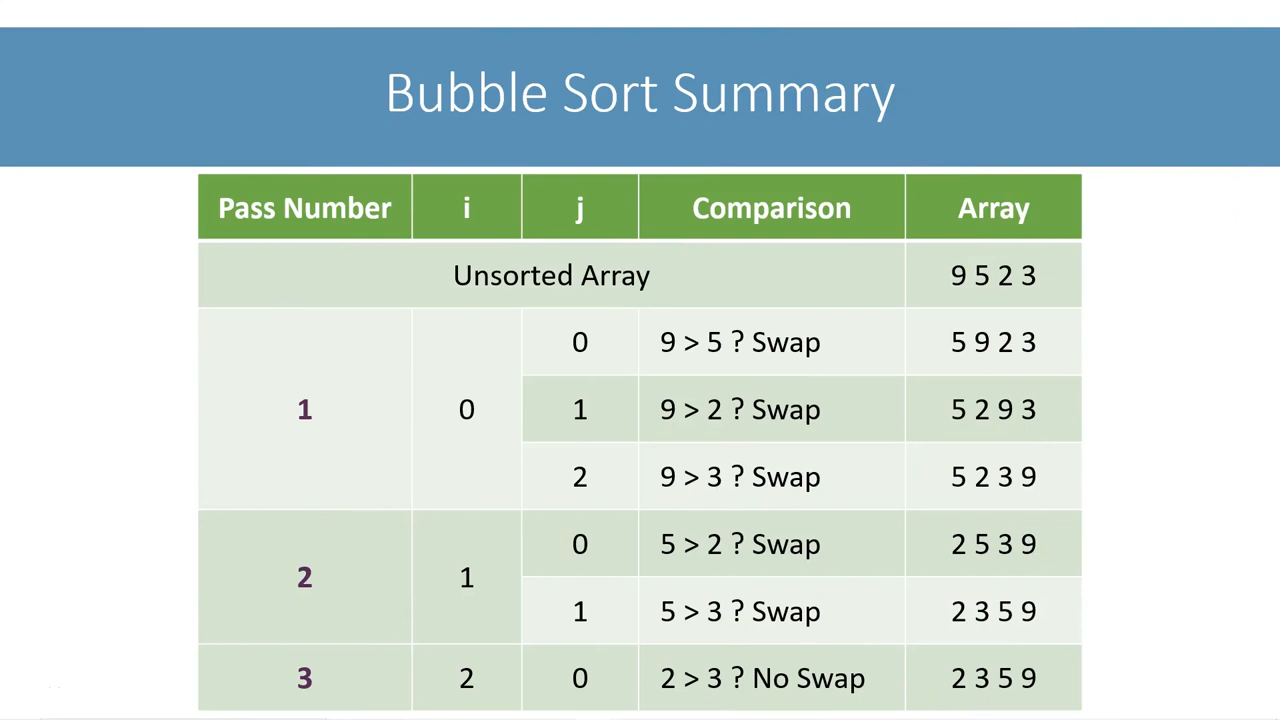 Bubble Sort Summary
Pass Number i j Comparison Array
Unsorted Array 9 5 2 3
1 0 0 9 > 5 ? Swap 5 9 2 3
1 9 > 2 ? Swap 5 2 9 3
2 9 > 3 ? Swap 5 2 3 9
2 1 0 5 > 2 ? Swap 2 5 3 9
1 5 > 3 ? Swap 2 3 5 9
3 2 0 2 > 3 ? No Swap 2 3 5 9